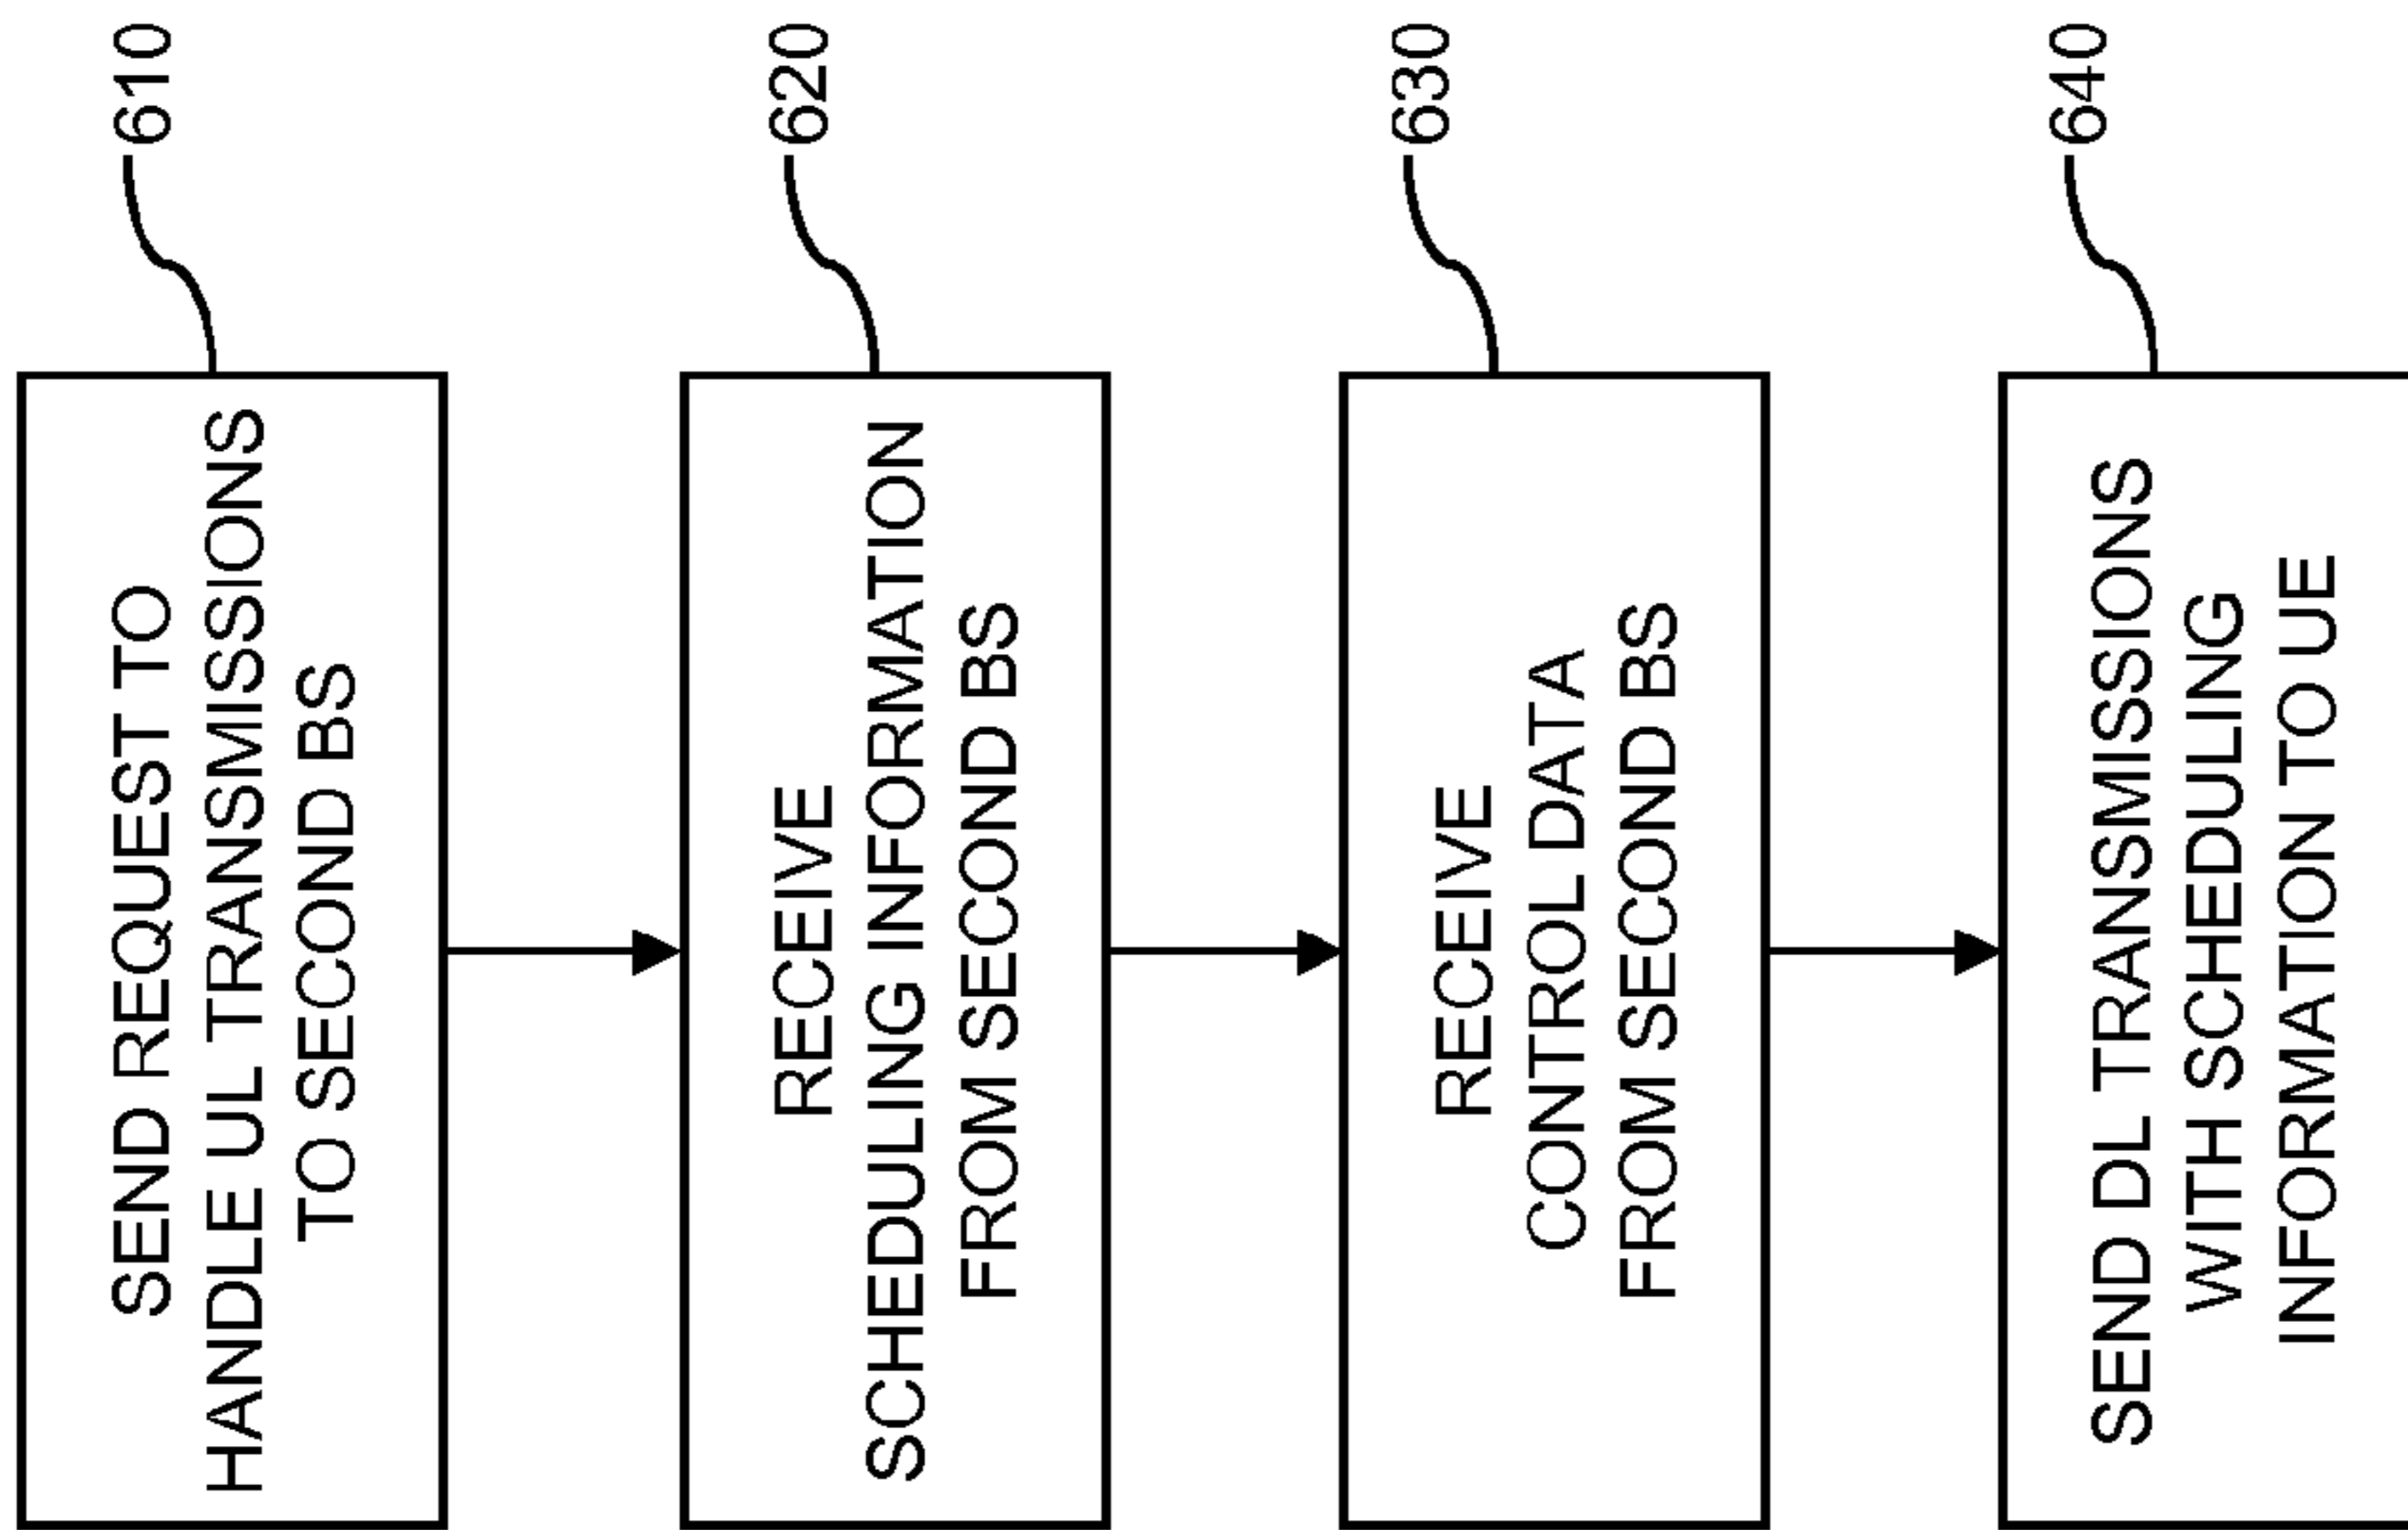 SEND REQUEST TO
HANDLE UL TRANSMISSIONS
TO SECOND BS
610
RECEIVE
SCHEDULING INFORMATION
FROM SECOND BS
620
RECEIVE
CONTROL DATA
FROM SECOND BS
630
SEND DL TRANSMISSIONS
WITH SCHEDULING
INFORMATION TO UE
640